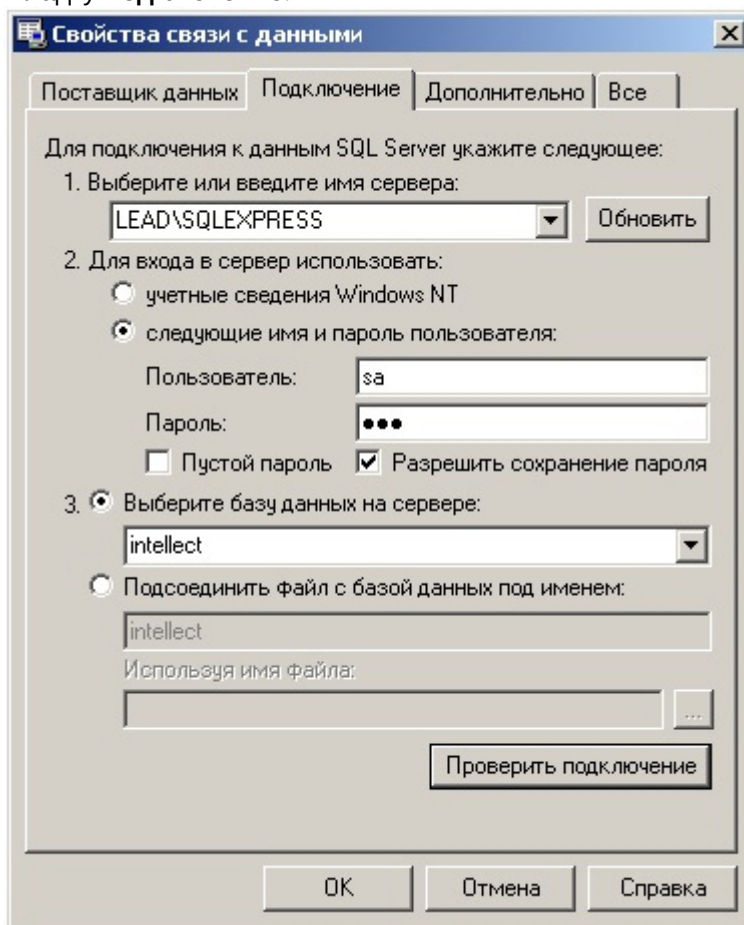 Свойства связи с данными
Поставщик данных Подключение Дополнительно Все
Для подключения к данным SQL Server укажите следующее:
1. Выберите или введите имя сервера:
LEAD\SQLEXPRESS Обновить
2. Для входа в сервер использовать:
учетные сведения Windows NT
следующие имя и пароль пользователя:
Пользователь: sa
Пароль: ●●●
Пустой пароль Разрешить сохранение пароля
3. Выберите базу данных на сервере:
intellect
Подсоединить файл с базой данных под именем:
intellect
Используя имя файла:
...
Проверить подключение
OK Отмена Справка